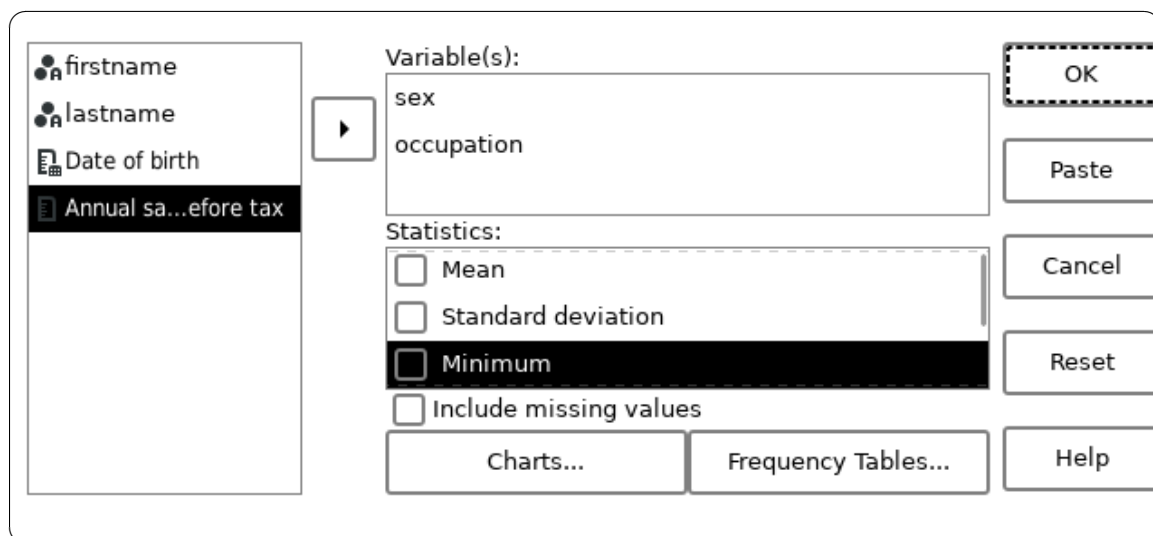 firstname
lastname
Date of birth
Annual sa...efore tax
Variable(s):
sex
occupation
Statistics:
Mean
Standard deviation
Minimum
Include missing values
Charts...
Frequency Tables...
OK
Paste
Cancel
Reset
Help